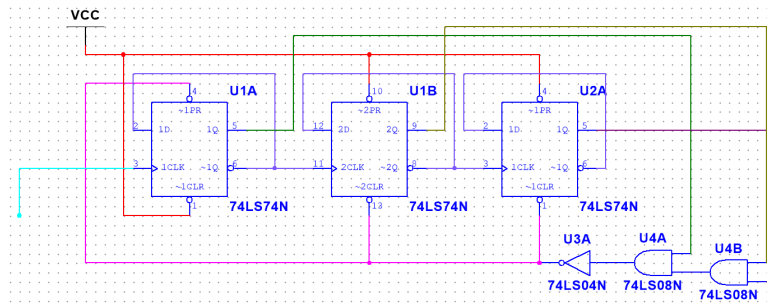 VCC
4 U1A 10 U1B 4 U2A
~1PR ~2PR ~1PR
2 1D 1Q 5 12 2D 2Q 9 2 1D 1Q 5
3 1CLK ~1Q 6 11 2CLK ~2Q 8 3 1CLK ~1Q 6
~1CLR ~2CLR ~1CLR
1 74LS74N 13 74LS74N 1 74LS74N
U3A U4A U4B
74LS04N 74LS08N 74LS08N